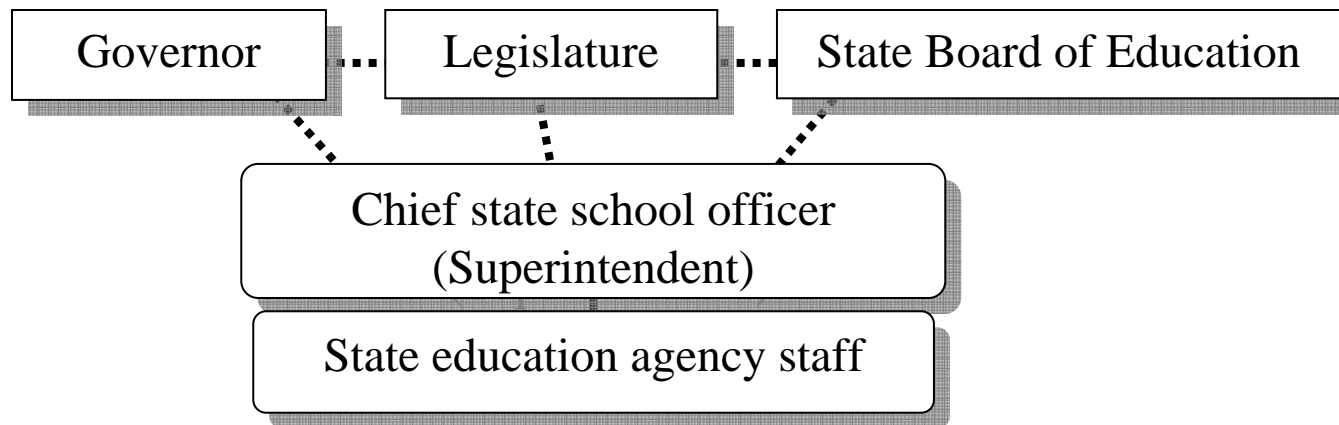 Governor
Legislature
State Board of Education
Chief state school officer
(Superintendent)
State education agency staff